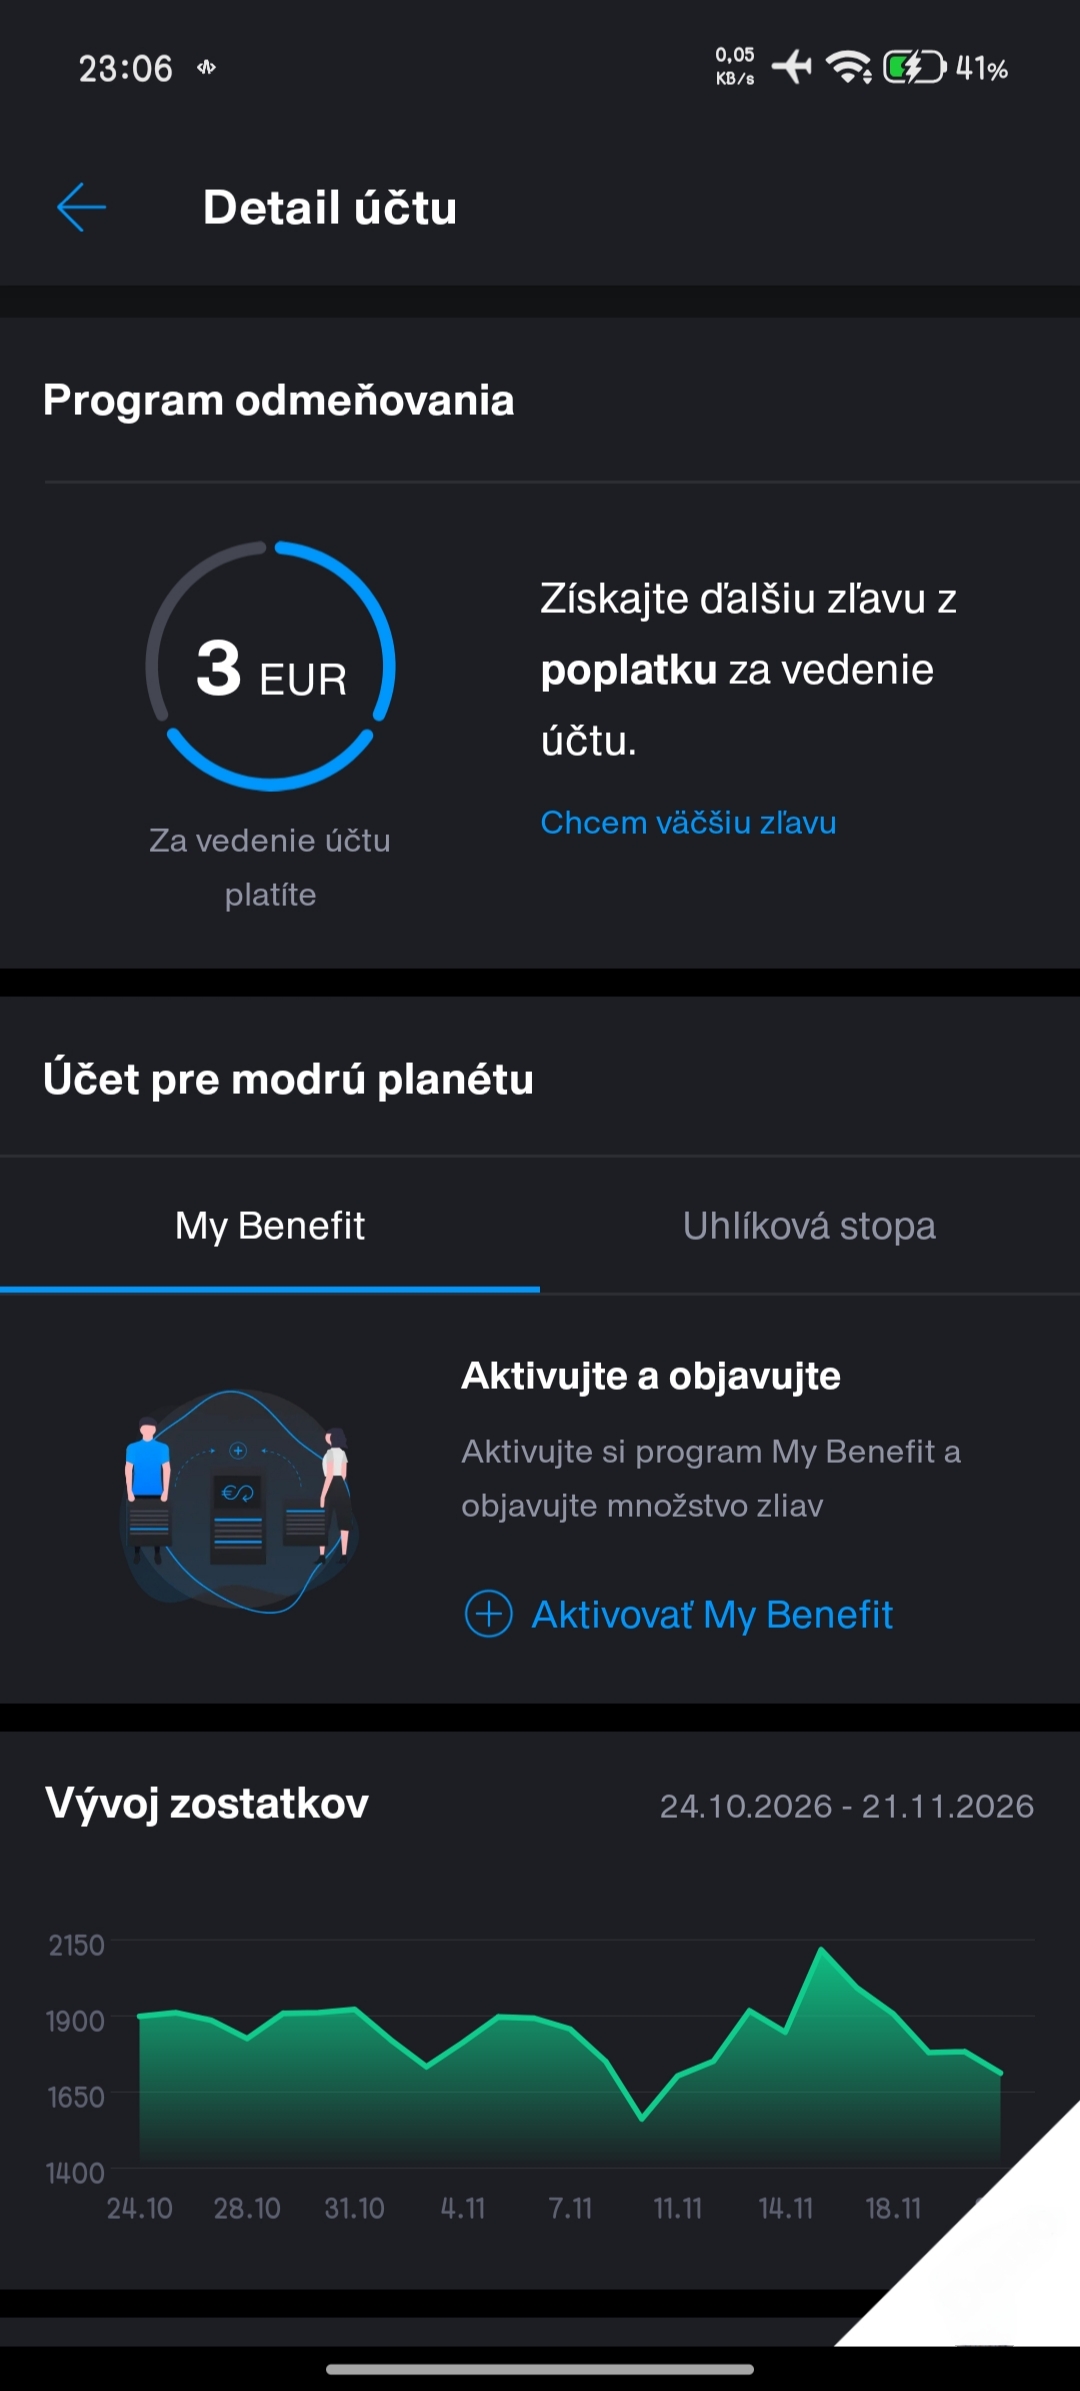 23:06
0,05
KB/s
41%
Detail účtu
Program odmeňovania
3 EUR
Za vedenie účtu
platíte
Získajte ďalšiu zľavu z
poplatku za vedenie
účtu.
Chcem väčšiu zľavu
Účet pre modrú planétu
My Benefit
Uhlíková stopa
Aktivujte a objavujte
Aktivujte si program My Benefit a
objavujte množstvo zliav
Aktivovať My Benefit
Vývoj zostatkov
24.10.2026 - 21.11.2026
2150
1900
1650
1400
24.10 28.10 31.10 4.11 7.11 11.11 14.11 18.11